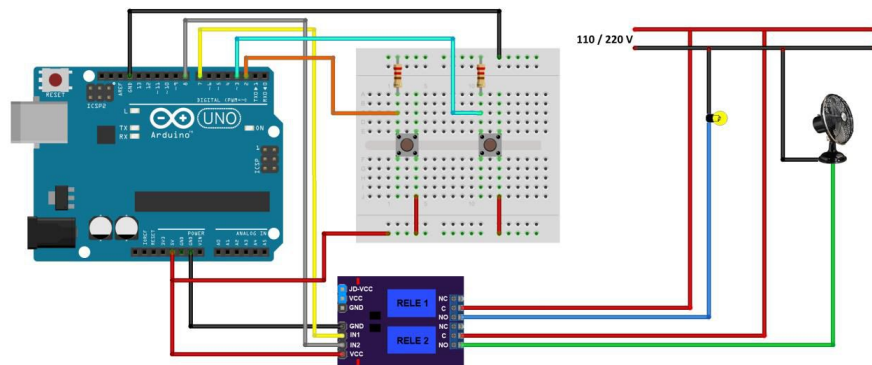 110 / 220 V
RESET
AREF
GND
13
12
~11
~10
~9
8
7
~6
~5
4
~3
2
TX▸1
RX◂0
ICSP2
L
DIGITAL (PWM~)
TX
RX
UNO
ON
Arduino™
ICSP
1
IOREF
RESET
3V3
5V
GND
GND
VIN
POWER
ANALOG IN
A0
A1
A2
A3
A4
A5
JD-VCC
VCC
GND
GND
IN1
IN2
VCC
RELE 1
RELE 2
NC
C
NO
NC
C
NO